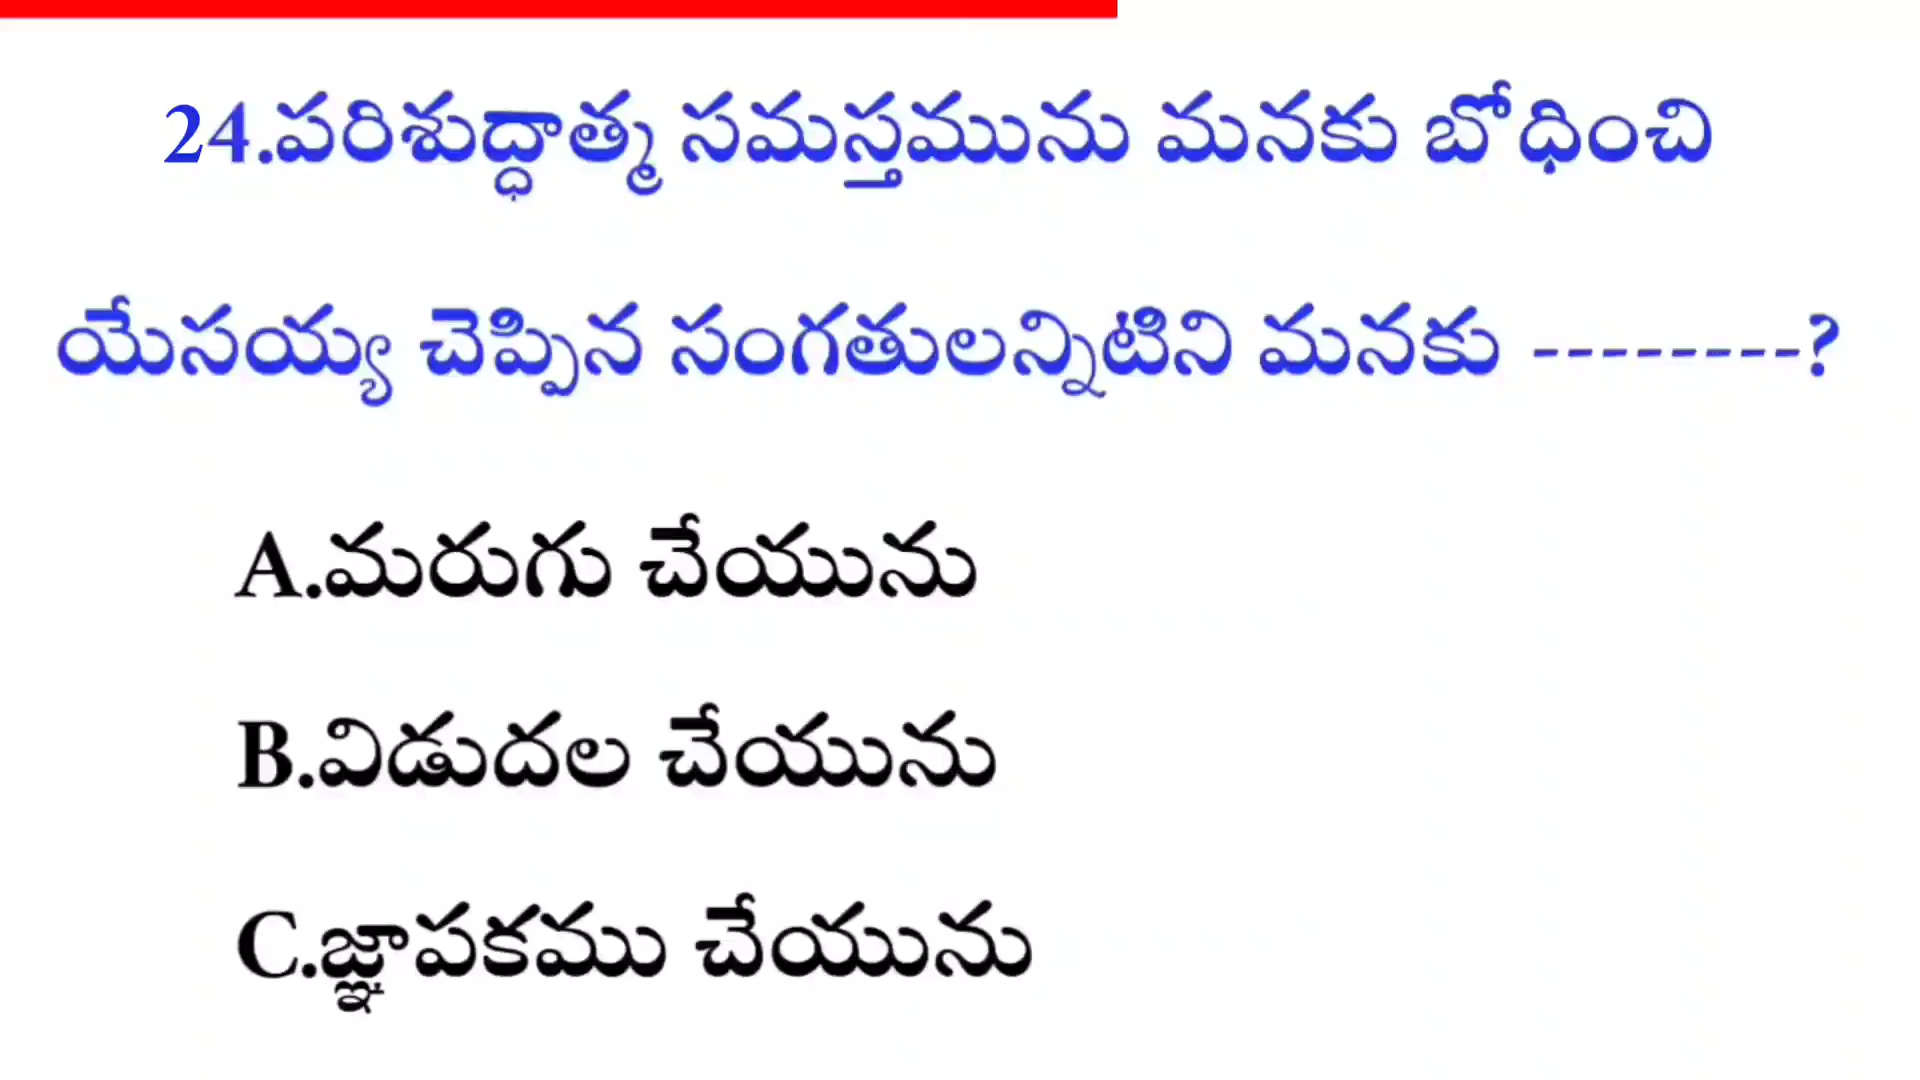 24.పరిశుద్ధాత్మ సమస్తమును మనకు బోధించి
యేసయ్య చెప్పిన సంగతులన్నిటిని మనకు --------?
A.మరుగు చేయును
B.విడుదల చేయును
C.జ్ఞాపకము చేయును